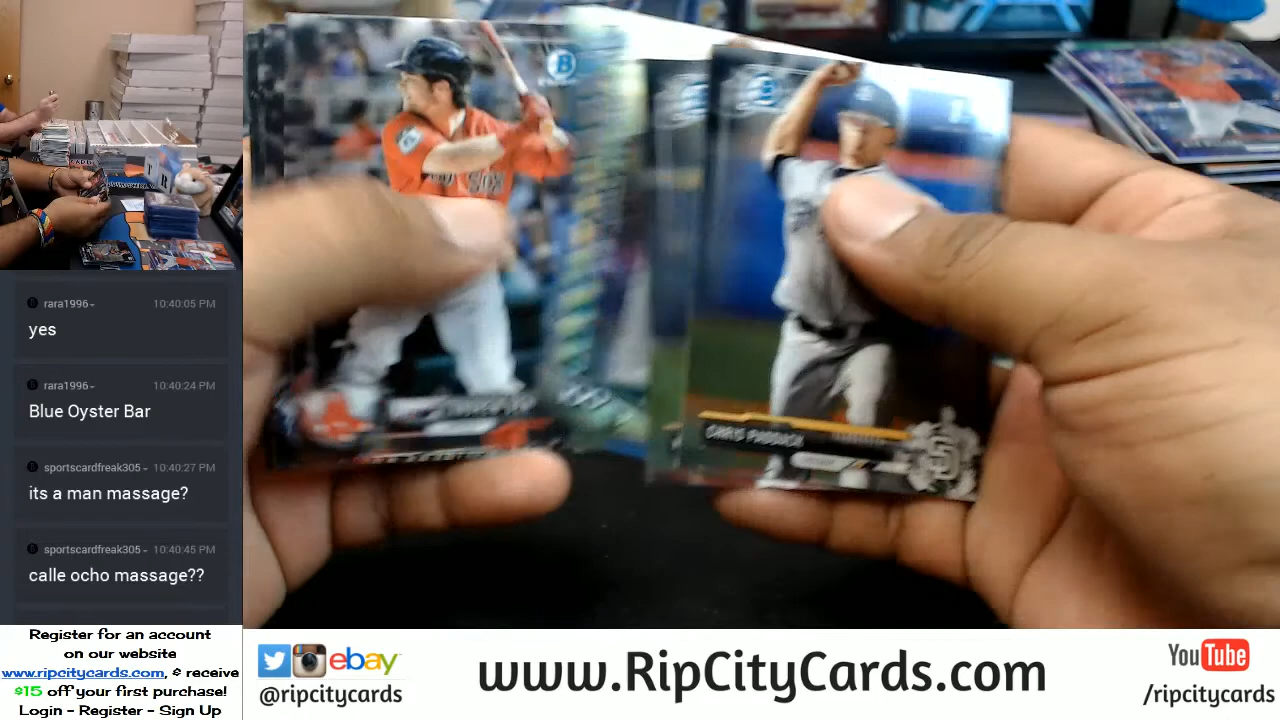 rara1996
10:40:05 PM
yes
rara1996
10:40:24 PM
Blue Oyster Bar
sportscardfreak305
10:40:27 PM
its a man massage?
sportscardfreak305
10:40:45 PM
calle ocho massage??
Register for an account
on our website
www.ripcitycards.com, & receive
$15 off your first purchase!
Login - Register - Sign Up
ebay
@ripcitycards
www.RipCityCards.com
YouTube
/ripcitycards
B
CHRIS PADDACK
SD